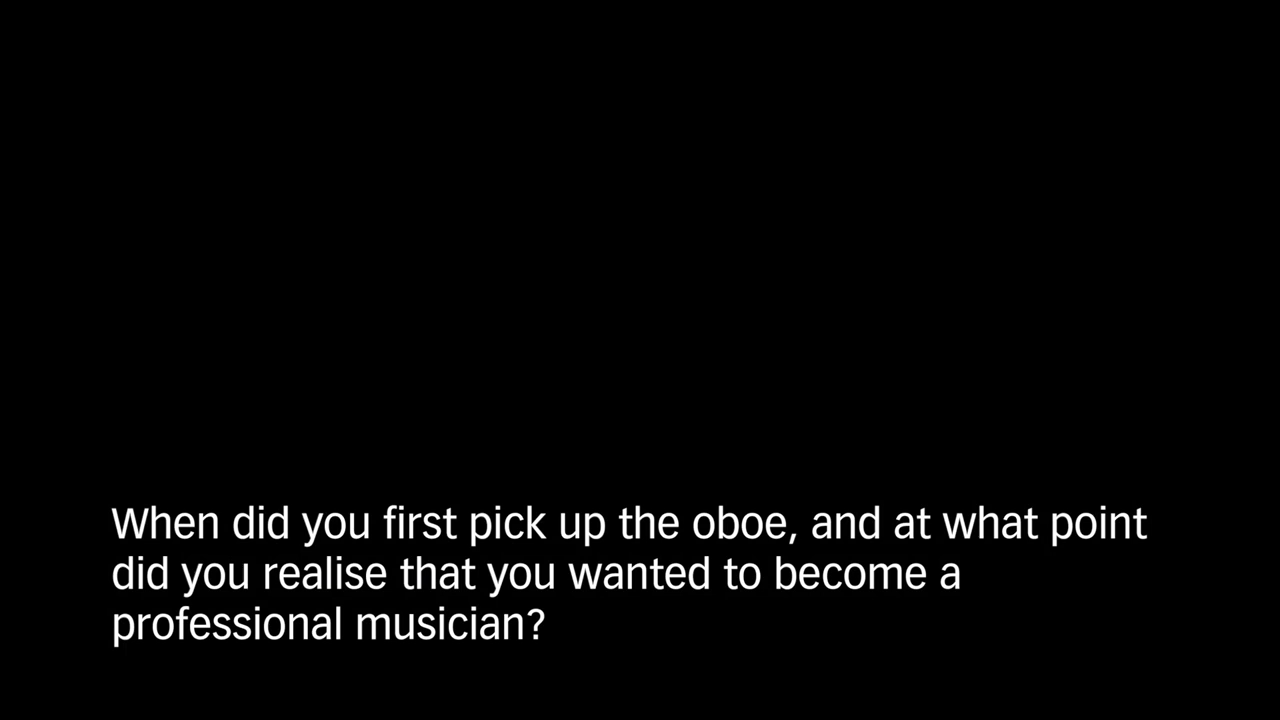 When did you first pick up the oboe, and at what point
did you realise that you wanted to become a
professional musician?